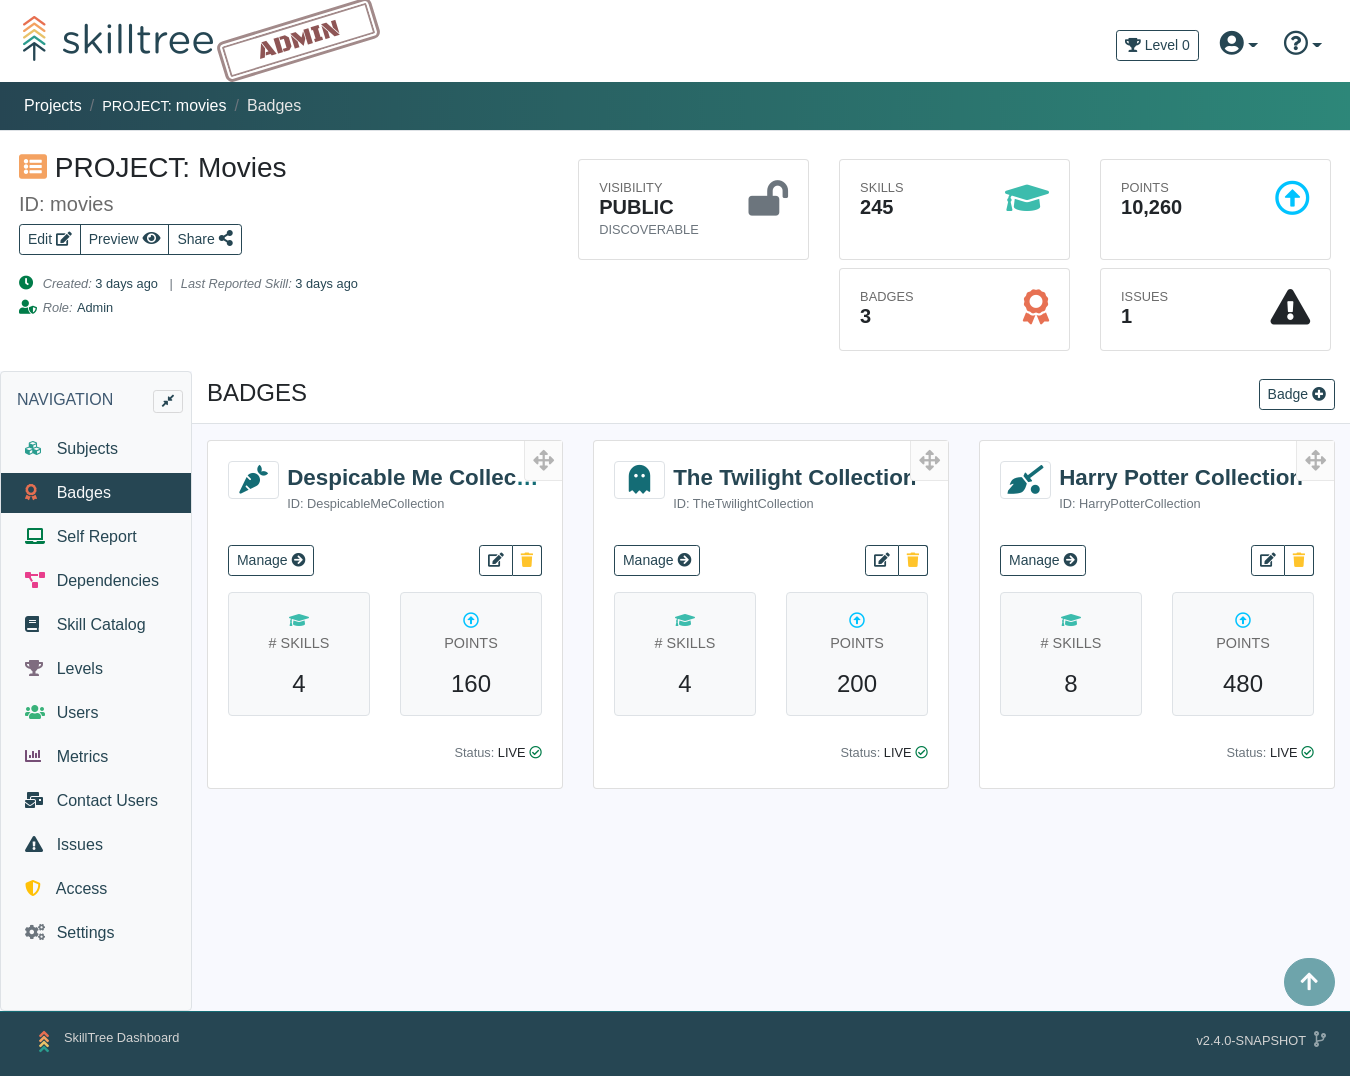 skilltree
ADMIN
Level 0
Projects / PROJECT: movies / Badges
PROJECT: Movies
ID: movies
Edit Preview Share
Created: 3 days ago | Last Reported Skill: 3 days ago
Role: Admin
VISIBILITY
PUBLIC
DISCOVERABLE
SKILLS
245
POINTS
10,260
BADGES
3
ISSUES
1
NAVIGATION
Subjects
Badges
Self Report
Dependencies
Skill Catalog
Levels
Users
Metrics
Contact Users
Issues
Access
Settings
BADGES
Badge
Despicable Me Collec...
ID: DespicableMeCollection
Manage
# SKILLS
4
POINTS
160
Status: LIVE
The Twilight Collection
ID: TheTwilightCollection
Manage
# SKILLS
4
POINTS
200
Status: LIVE
Harry Potter Collection
ID: HarryPotterCollection
Manage
# SKILLS
8
POINTS
480
Status: LIVE
SkillTree Dashboard
v2.4.0-SNAPSHOT